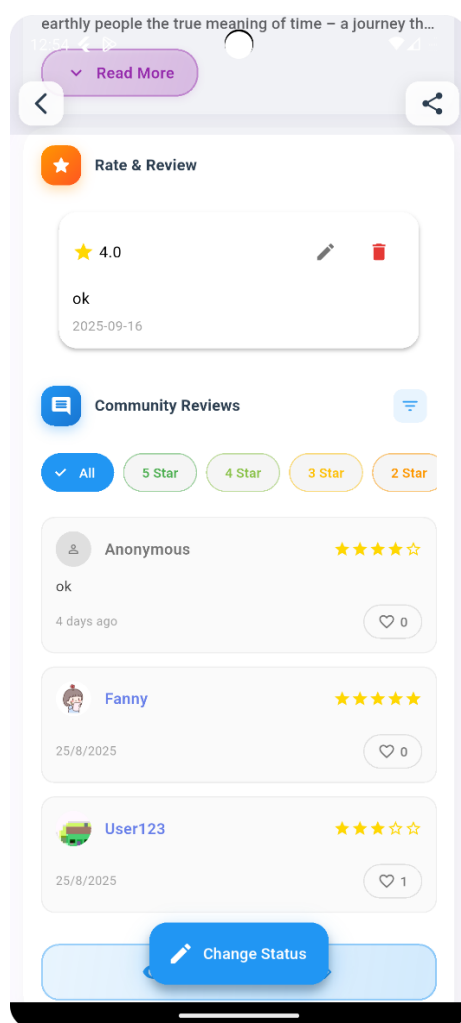 earthly people the true meaning of time – a journey th...
12:54
Read More
Rate & Review
4.0
ok
2025-09-16
Community Reviews
All
5 Star
4 Star
3 Star
2 Star
Anonymous
ok
4 days ago
0
Fanny
25/8/2025
0
User123
25/8/2025
1
Change Status